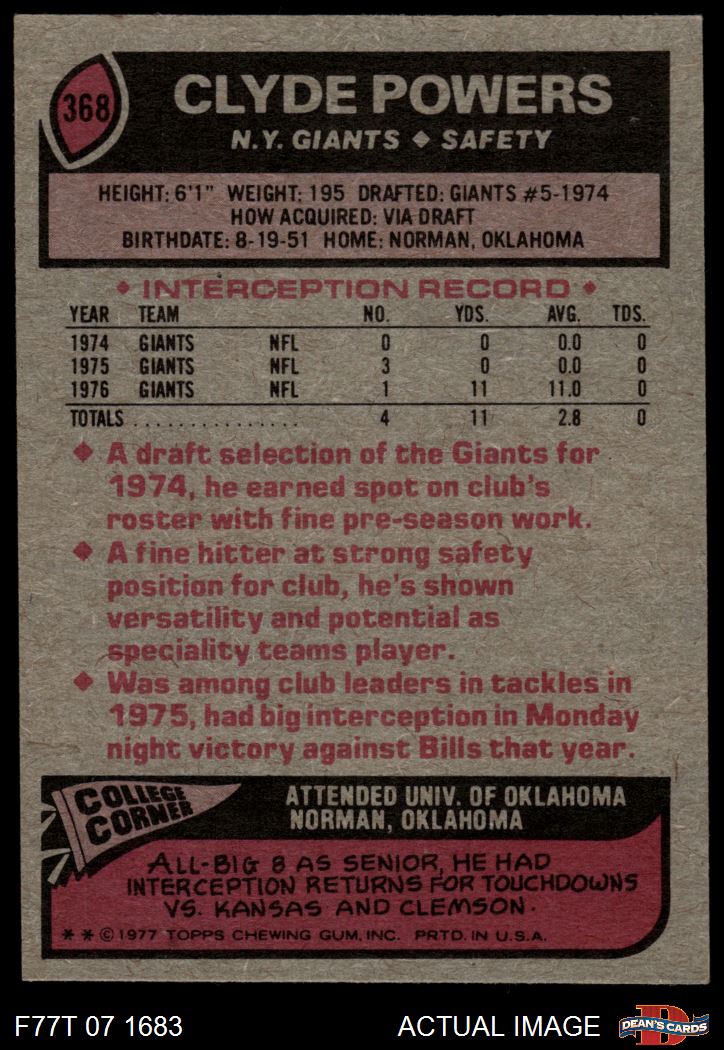 368
CLYDE POWERS
N.Y. GIANTS ◆ SAFETY
HEIGHT: 6'1" WEIGHT: 195 DRAFTED: GIANTS #5-1974
HOW ACQUIRED: VIA DRAFT
BIRTHDATE: 8-19-51 HOME: NORMAN, OKLAHOMA
◆ INTERCEPTION RECORD ◆
YEAR TEAM NO. YDS. AVG. TDS.
1974 GIANTS NFL 0 0 0.0 0
1975 GIANTS NFL 3 0 0.0 0
1976 GIANTS NFL 1 11 11.0 0
TOTALS ................ 4 11 2.8 0
◆ A draft selection of the Giants for
1974, he earned spot on club's
roster with fine pre-season work.
◆ A fine hitter at strong safety
position for club, he's shown
versatility and potential as
speciality teams player.
◆ Was among club leaders in tackles in
1975, had big interception in Monday
night victory against Bills that year.
COLLEGE
CORNER
ATTENDED UNIV. OF OKLAHOMA
NORMAN, OKLAHOMA
ALL-BIG 8 AS SENIOR, HE HAD
INTERCEPTION RETURNS FOR TOUCHDOWNS
VS. KANSAS AND CLEMSON.
* * © 1977 TOPPS CHEWING GUM, INC. PRTD. IN U.S.A.
F77T 07 1683
ACTUAL IMAGE
D
DEAN'S CARDS